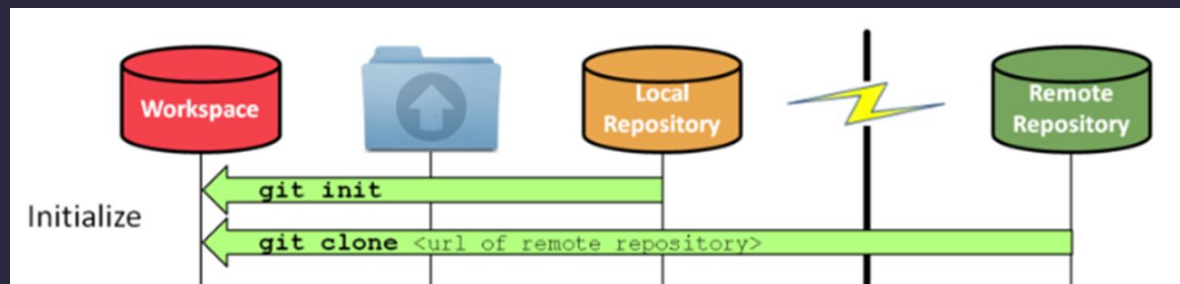 Workspace
Local
Repository
Remote
Repository
Initialize
git init
git clone <url of remote repository>